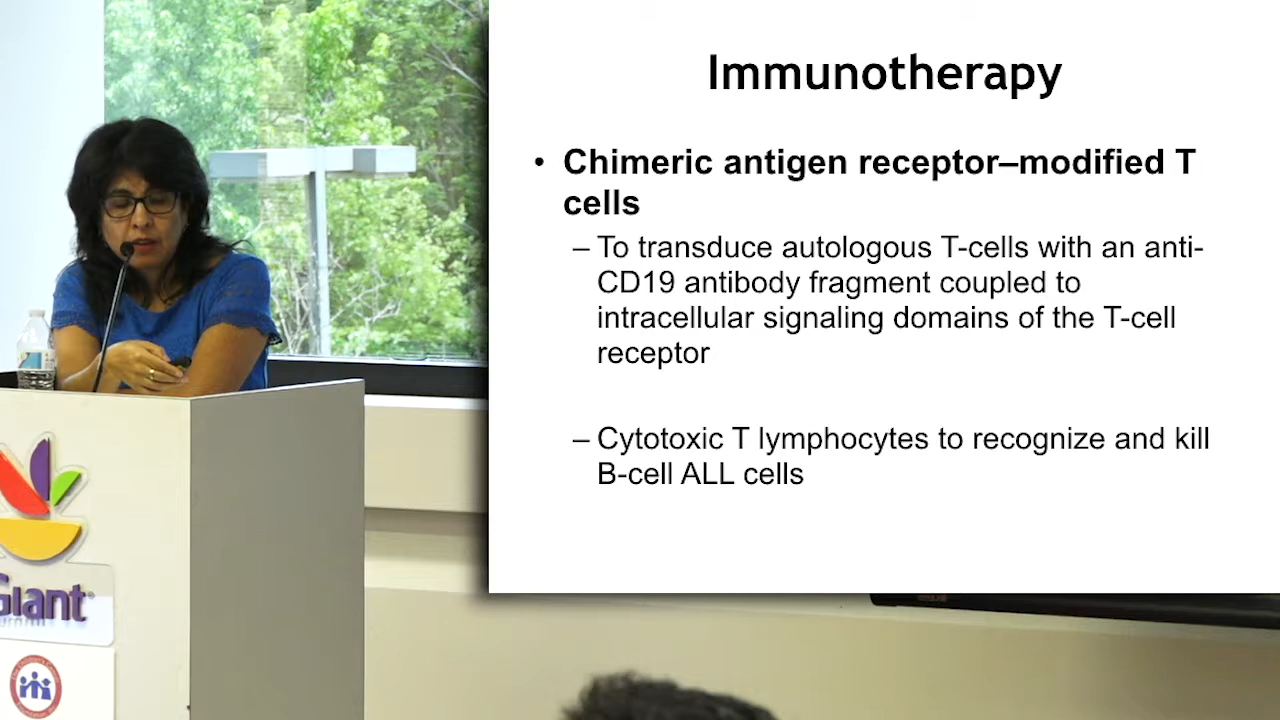 Immunotherapy
• Chimeric antigen receptor–modified T
cells
– To transduce autologous T-cells with an anti-
CD19 antibody fragment coupled to
intracellular signaling domains of the T-cell
receptor
– Cytotoxic T lymphocytes to recognize and kill
B-cell ALL cells
Giant